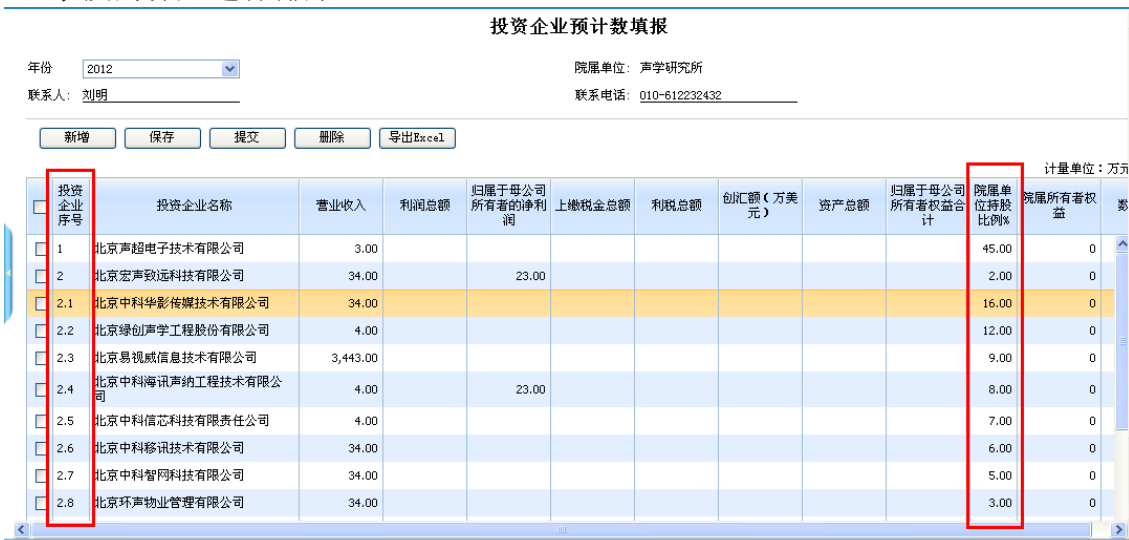 投资企业预计数填报
年份 2012 院属单位: 声学研究所
联系人: 刘明 联系电话: 010-612232432
新增 保存 提交 删除 导出Excel
计量单位：万元
投资企业序号 投资企业名称 营业收入 利润总额 归属于母公司所有者的净利润 上缴税金总额 利税总额 创汇额（万美元） 资产总额 归属于母公司所有者权益合计 院属单位持股比例% 院属所有者权益 数
1 北京声超电子技术有限公司 3.00 45.00 0
2 北京宏声致远科技有限公司 34.00 23.00 2.00 0
2.1 北京中科华影传媒技术有限公司 34.00 16.00 0
2.2 北京绿创声学工程股份有限公司 4.00 12.00 0
2.3 北京易视威信息技术有限公司 3,443.00 9.00 0
2.4 北京中科海讯声纳工程技术有限公司 4.00 23.00 8.00 0
2.5 北京中科信芯科技有限责任公司 4.00 7.00 0
2.6 北京中科移讯技术有限公司 34.00 6.00 0
2.7 北京中科智网科技有限公司 34.00 5.00 0
2.8 北京环声物业管理有限公司 34.00 3.00 0